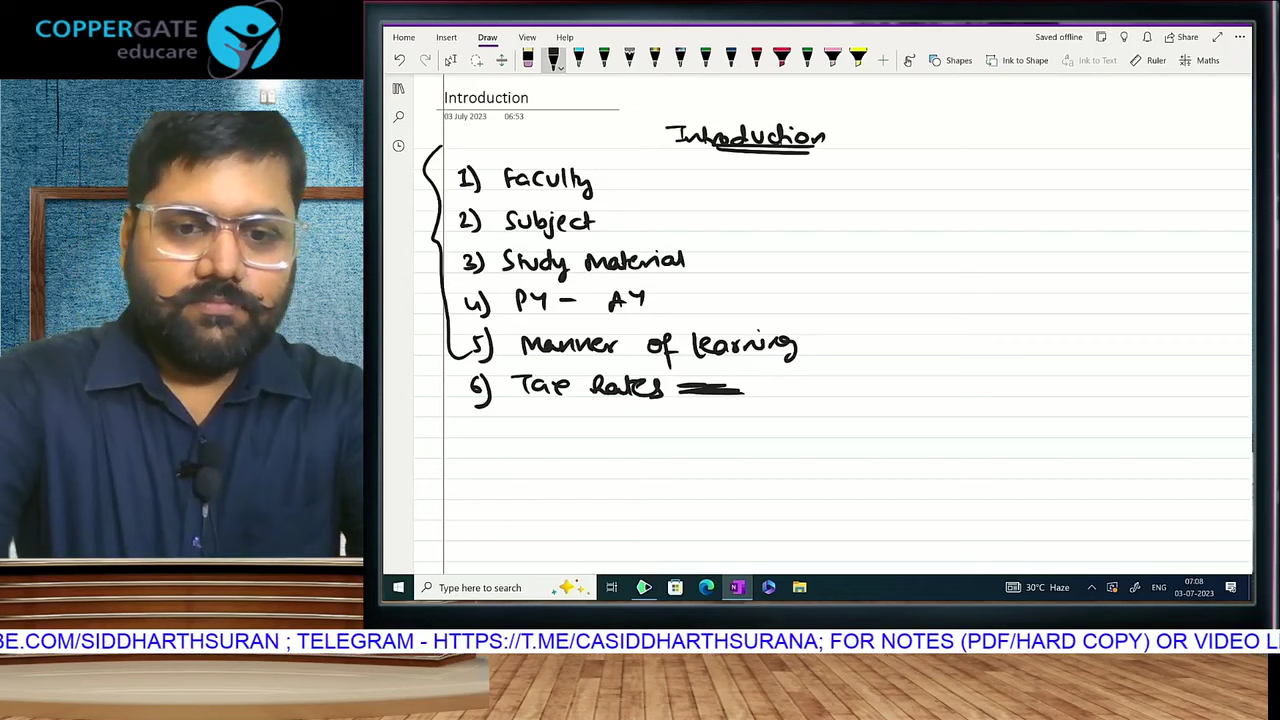 COPPERGATE
educare
Home Insert Draw View Help
Saved offline
Share
Shapes
Ink to Shape
Ink to Text
Ruler
Maths
Introduction
03 July 2023 06:53
Introduction
1) Faculty
2) Subject
3) Study Material
4) PY - AY
5) Manner of learning
6) Tax Rates
Type here to search
30°C Haze
ENG
07:08
03-07-2023
BE.COM/SIDDHARTHSURAN ; TELEGRAM - HTTPS://T.ME/CASIDDHARTHSURANA; FOR NOTES (PDF/HARD COPY) OR VIDEO L